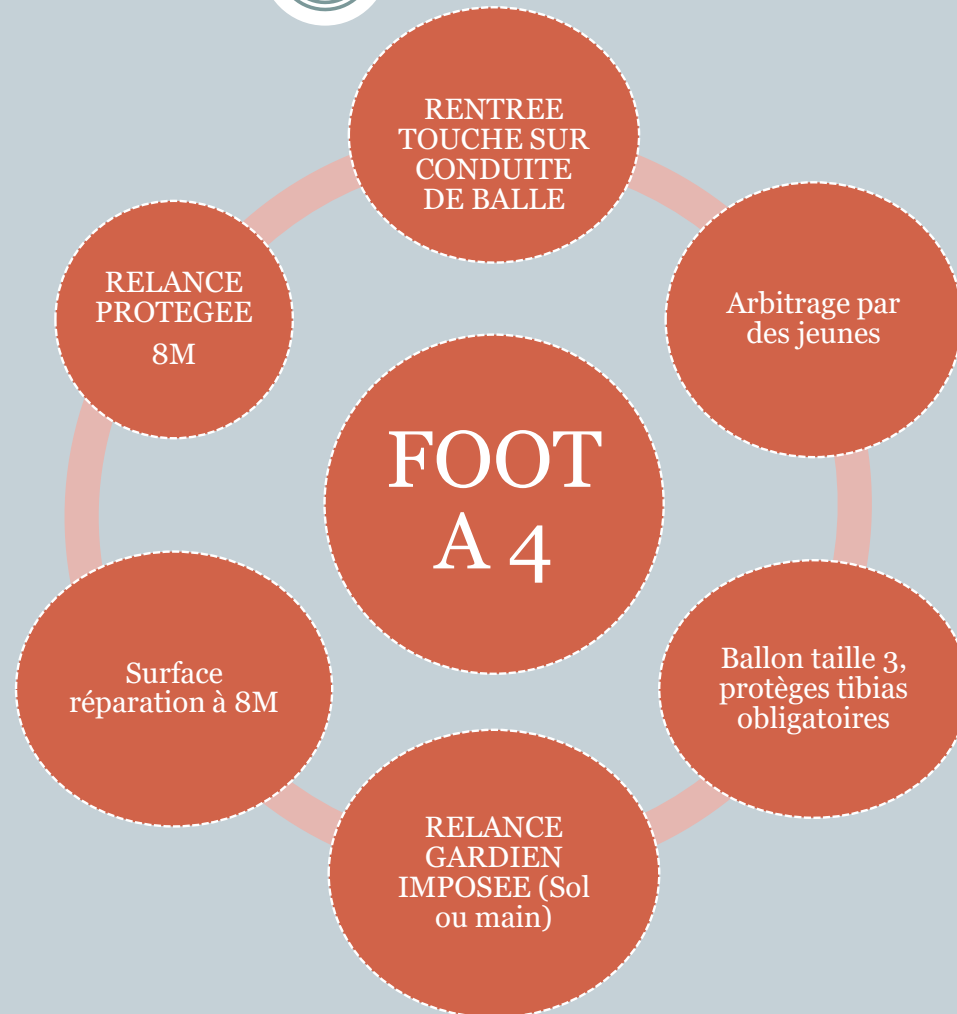 RENTREE
TOUCHE SUR
CONDUITE
DE BALLE
Arbitrage par
des jeunes
Ballon taille 3,
protèges tibias
obligatoires
RELANCE
GARDIEN
IMPOSEE (Sol
ou main)
Surface
réparation à 8M
RELANCE
PROTEGEE
8M
FOOT
A 4